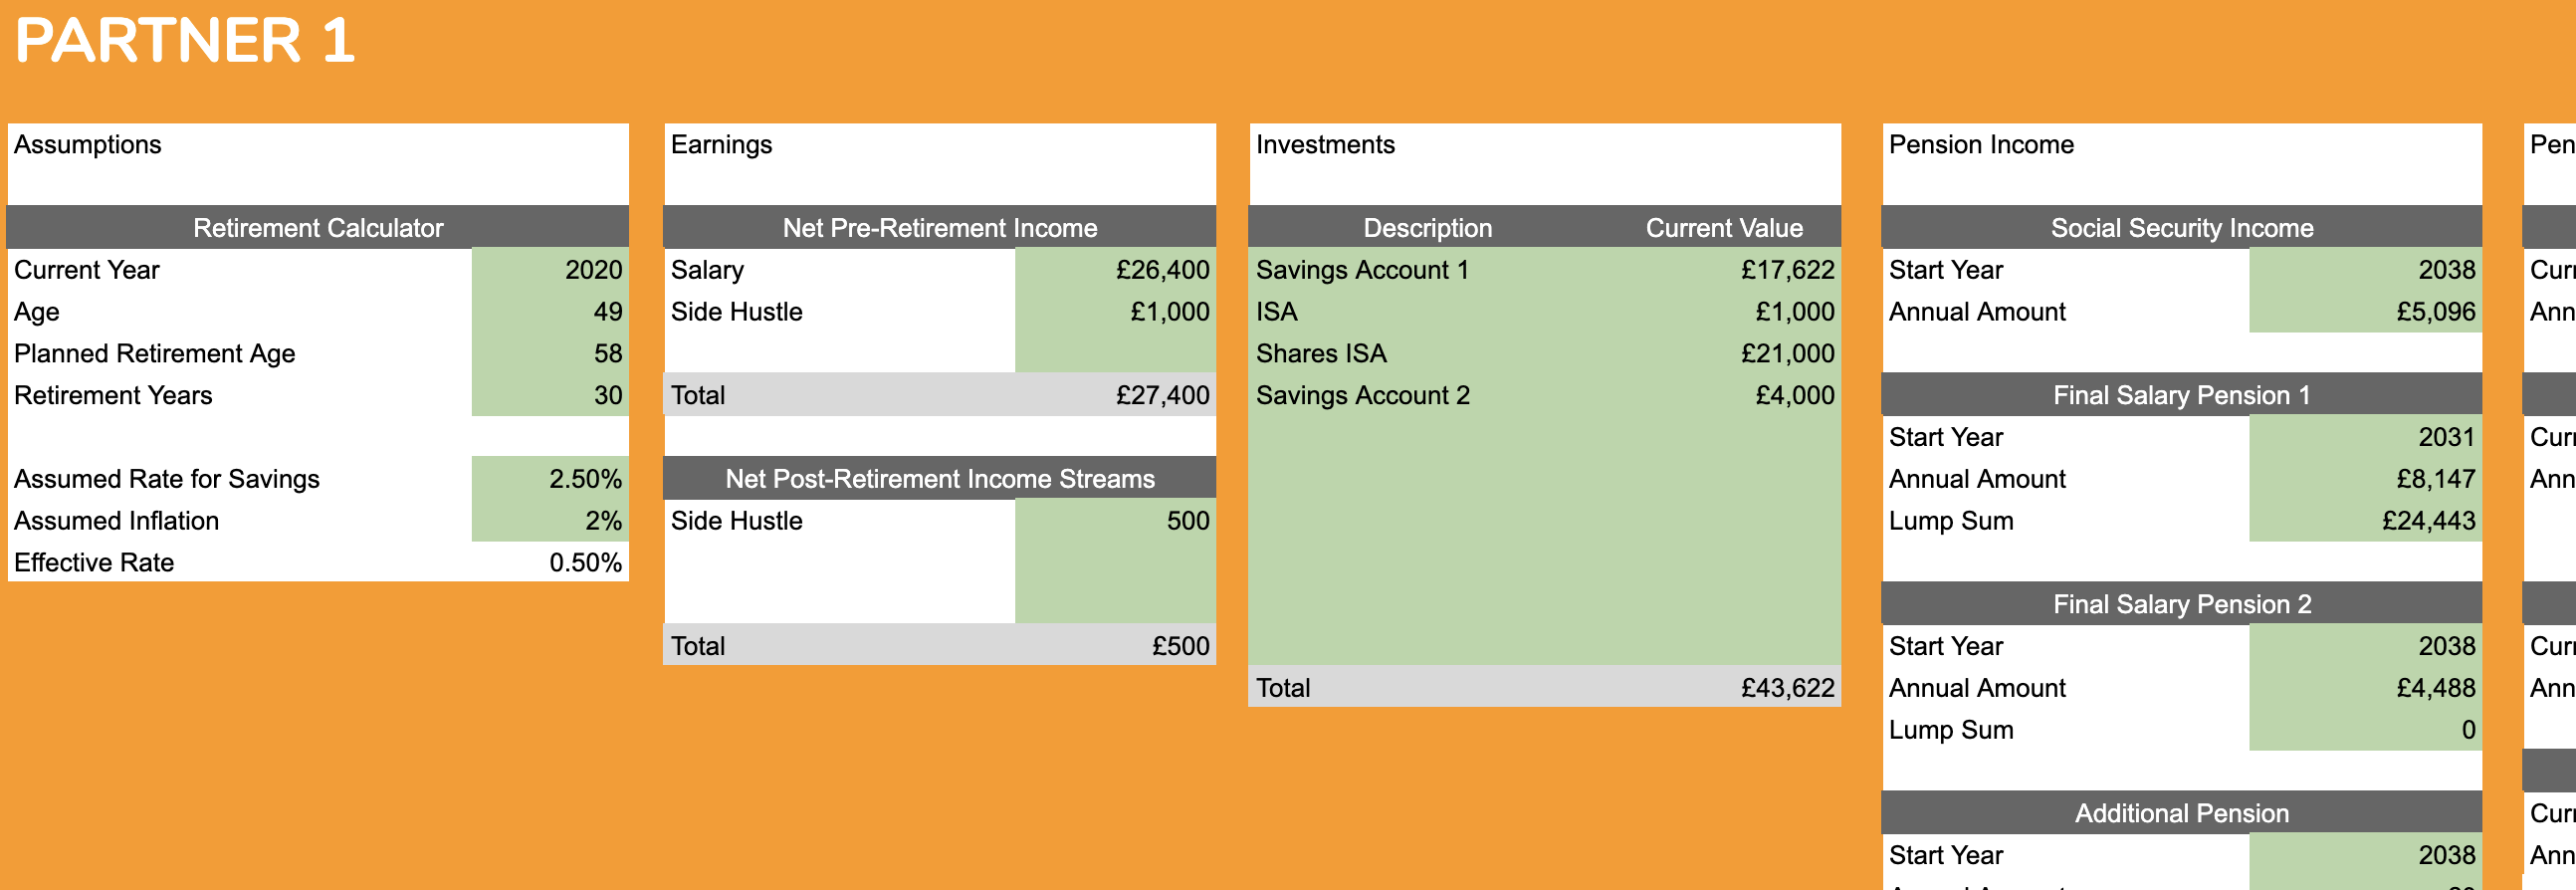 PARTNER 1
Assumptions
Retirement Calculator
Current Year 2020
Age 49
Planned Retirement Age 58
Retirement Years 30
Assumed Rate for Savings 2.50%
Assumed Inflation 2%
Effective Rate 0.50%
Earnings
Net Pre-Retirement Income
Salary £26,400
Side Hustle £1,000
Total £27,400
Net Post-Retirement Income Streams
Side Hustle 500
Total £500
Investments
Description Current Value
Savings Account 1 £17,622
ISA £1,000
Shares ISA £21,000
Savings Account 2 £4,000
Total £43,622
Pension Income
Social Security Income
Start Year 2038
Annual Amount £5,096
Final Salary Pension 1
Start Year 2031
Annual Amount £8,147
Lump Sum £24,443
Final Salary Pension 2
Start Year 2038
Annual Amount £4,488
Lump Sum 0
Additional Pension
Start Year 2038
Pen
Curr
Ann
Curr
Ann
Curr
Ann
Curr
Ann